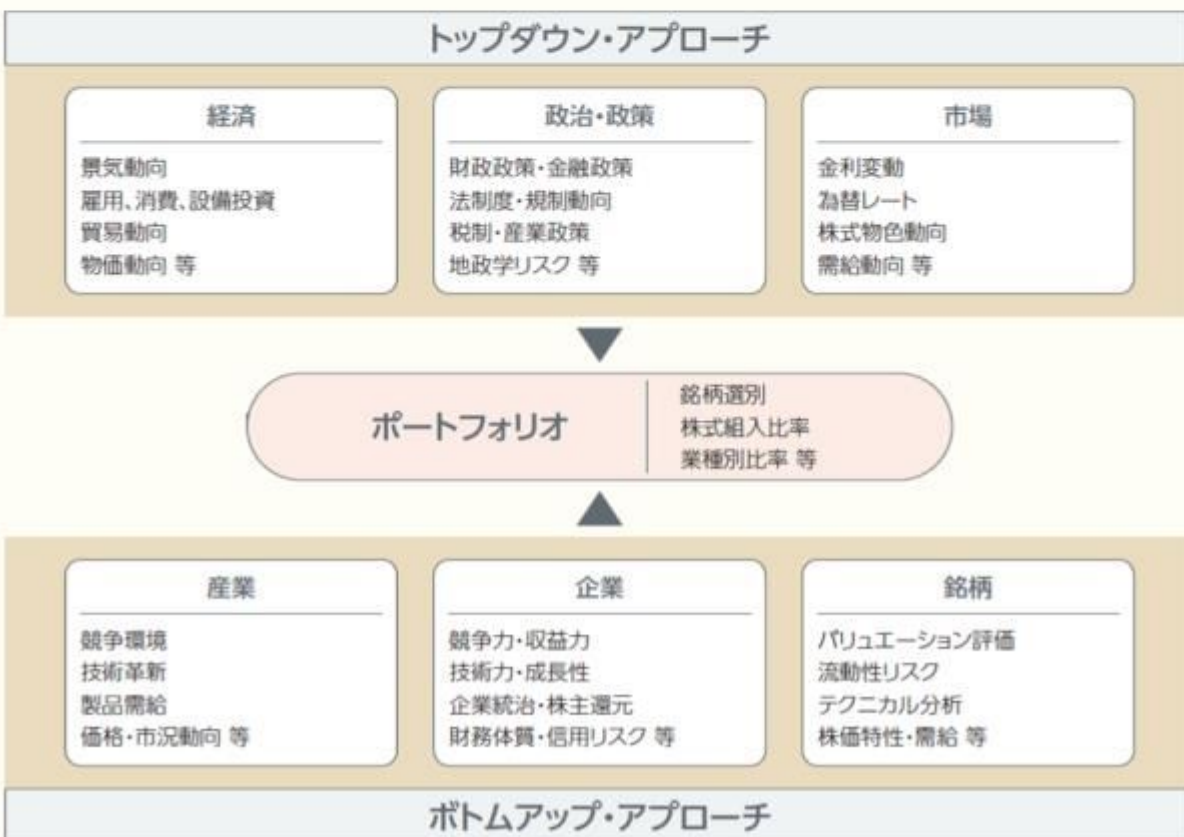 トップダウン・アプローチ
経済
景気動向
雇用、消費、設備投資
貿易動向
物価動向 等
政治・政策
財政政策・金融政策
法制度・規制動向
税制・産業政策
地政学リスク 等
市場
金利変動
為替レート
株式物色動向
需給動向 等
ポートフォリオ
銘柄選別
株式組入比率
業種別比率 等
産業
競争環境
技術革新
製品需給
価格・市況動向 等
企業
競争力・収益力
技術力・成長性
企業統治・株主還元
財務体質・信用リスク 等
銘柄
バリュエーション評価
流動性リスク
テクニカル分析
株価特性・需給 等
ボトムアップ・アプローチ